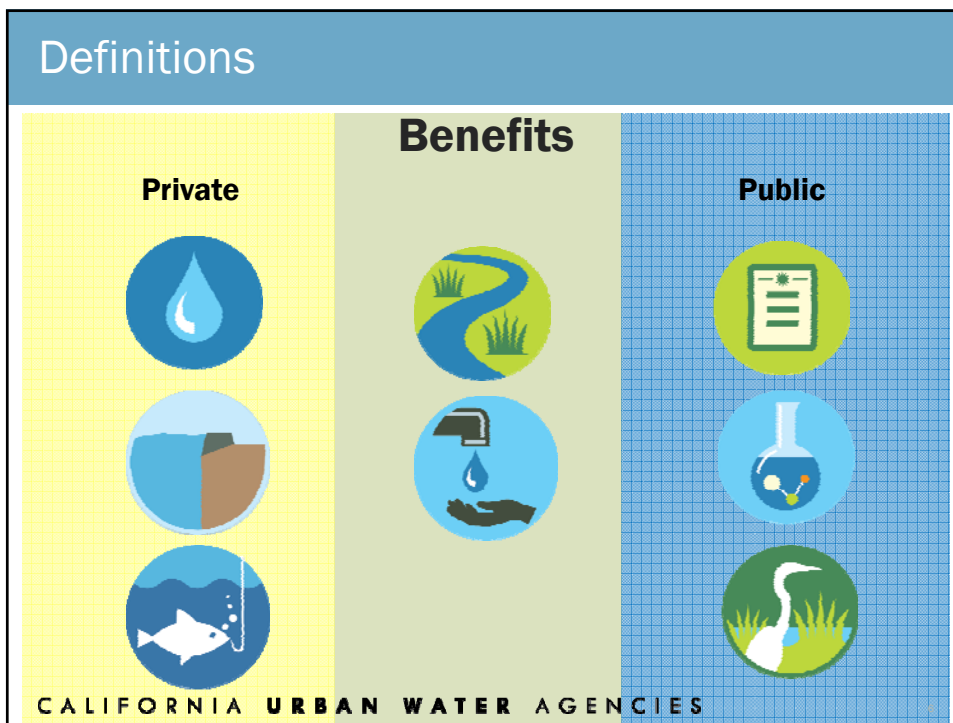 Definitions
Benefits
Private
Public
CALIFORNIA URBAN WATER AGENCIES